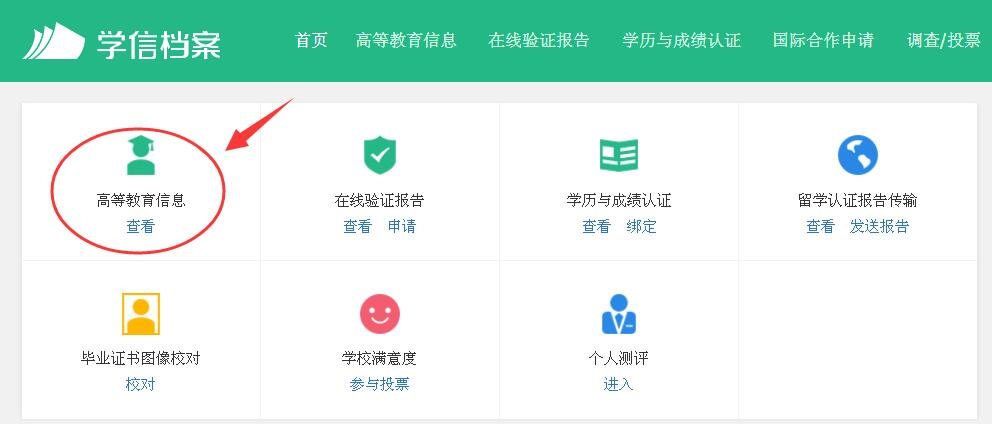 学信档案 首页 高等教育信息 在线验证报告 学历与成绩认证 国际合作申请 调查/投票
高等教育信息 在线验证报告 学历与成绩认证 留学认证报告传输
查看 查看 申请 查看 绑定 查看 发送报告
毕业证书图像校对 学校满意度 个人测评
校对 参与投票 进入